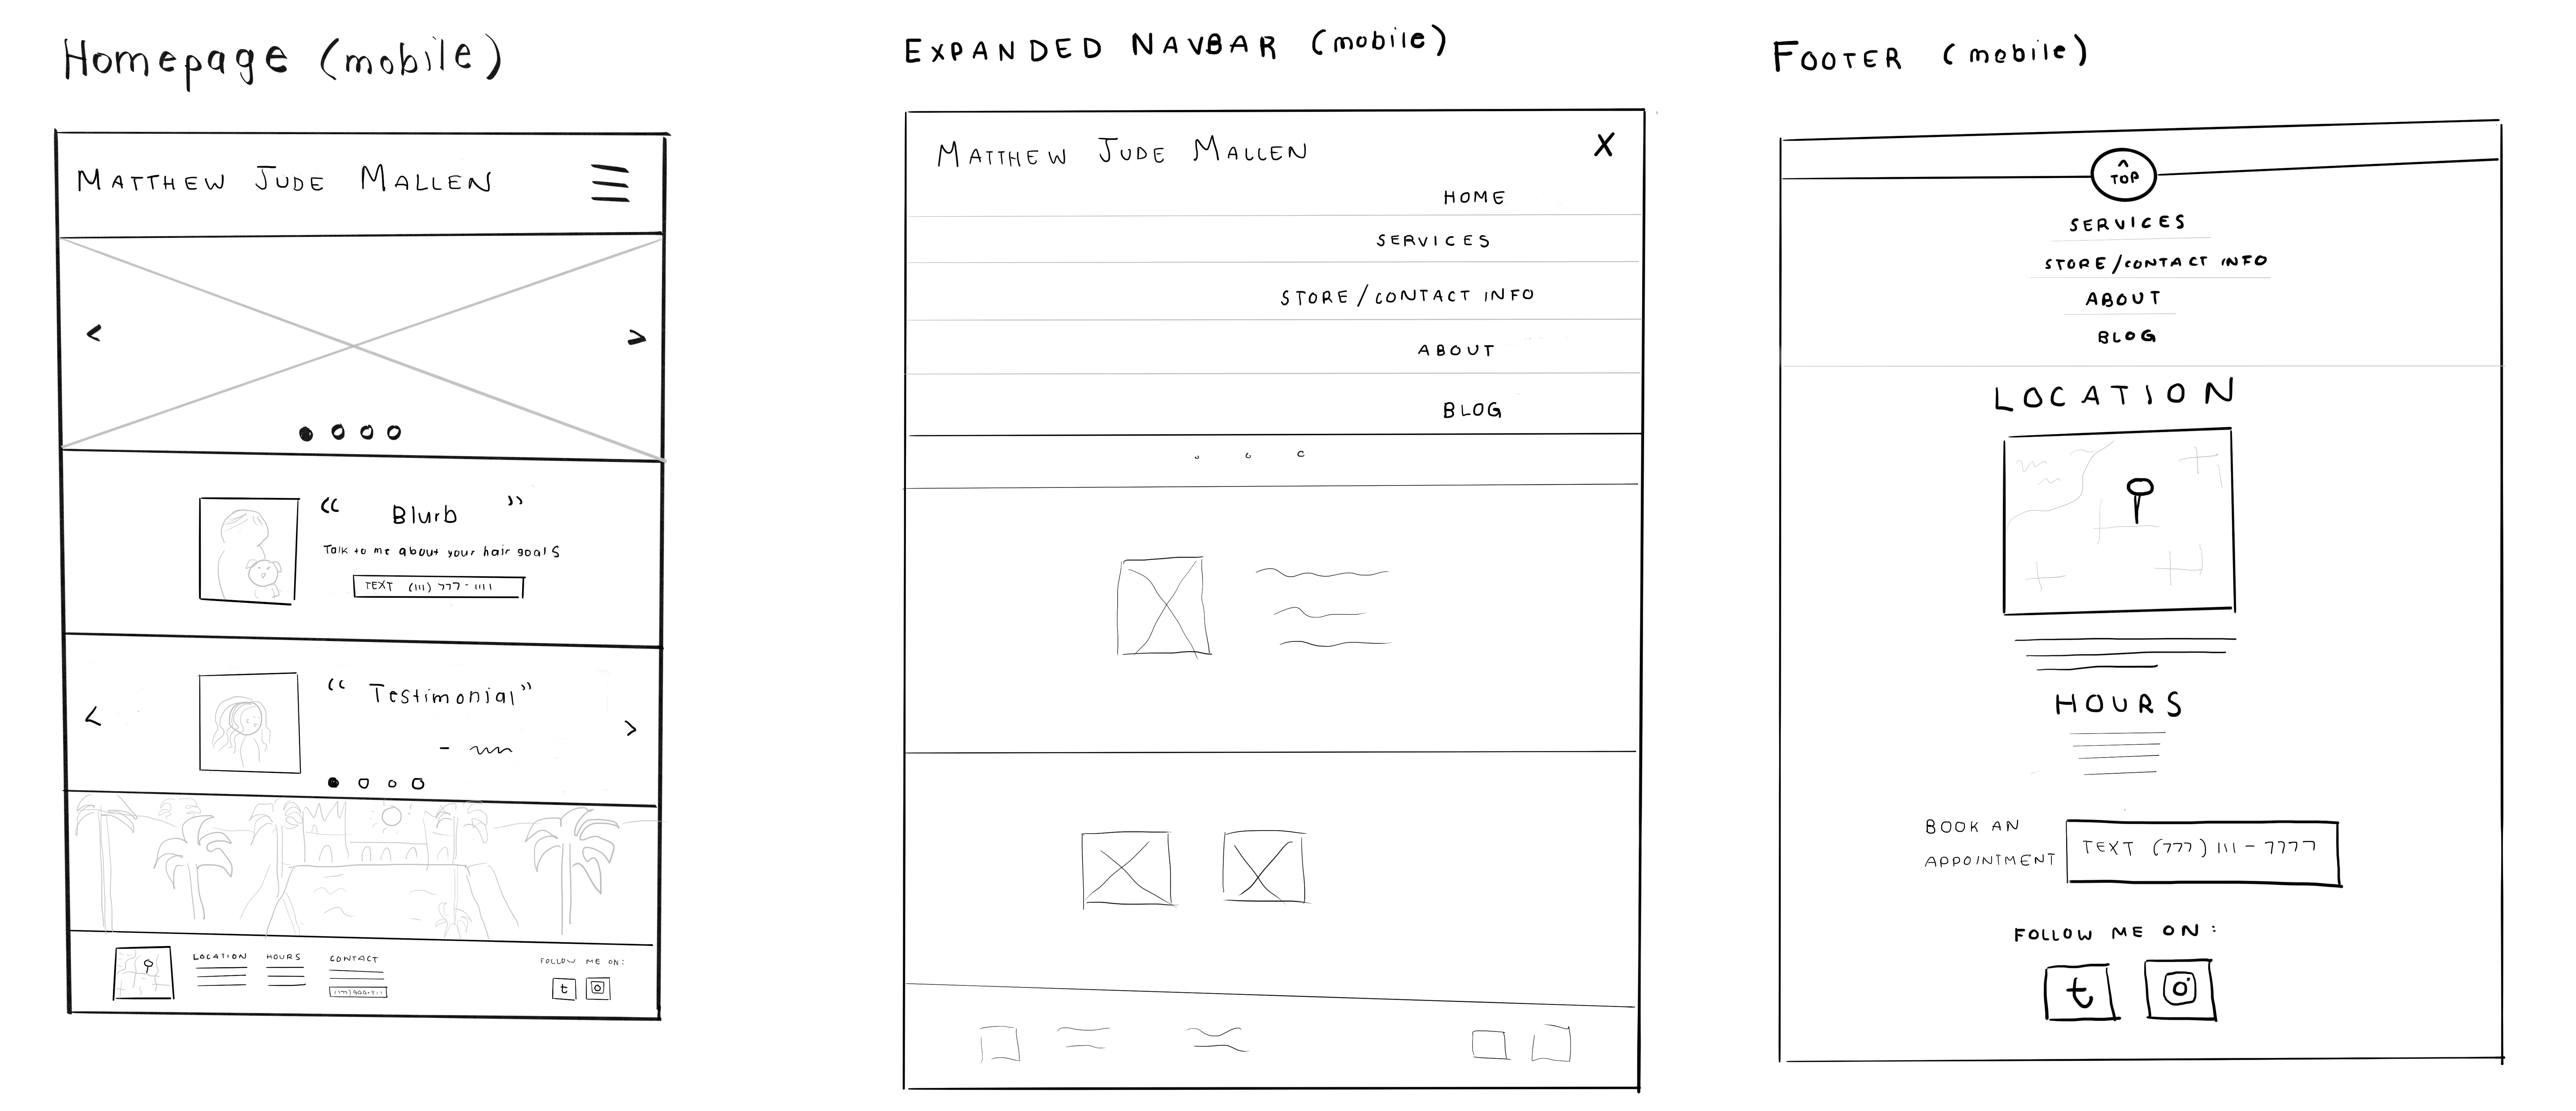 Homepage (mobile)
MATTHEW JUDE MALLEN
<
>
“ Blurb ”
Talk to me about your hair goals
TEXT (111) 777-1111
“ Testimonial”
<
>
LOCATION HOURS CONTACT
FOLLOW ME ON:
t
EXPANDED NAVBAR (mobile)
MATTHEW JUDE MALLEN X
HOME
SERVICES
STORE/CONTACT INFO
ABOUT
BLOG
FOOTER (mobile)
^
TOP
SERVICES
STORE/CONTACT INFO
ABOUT
BLOG
LOCATION
HOURS
BOOK AN
APPOINTMENT
TEXT (777) 111-7777
FOLLOW ME ON:
t